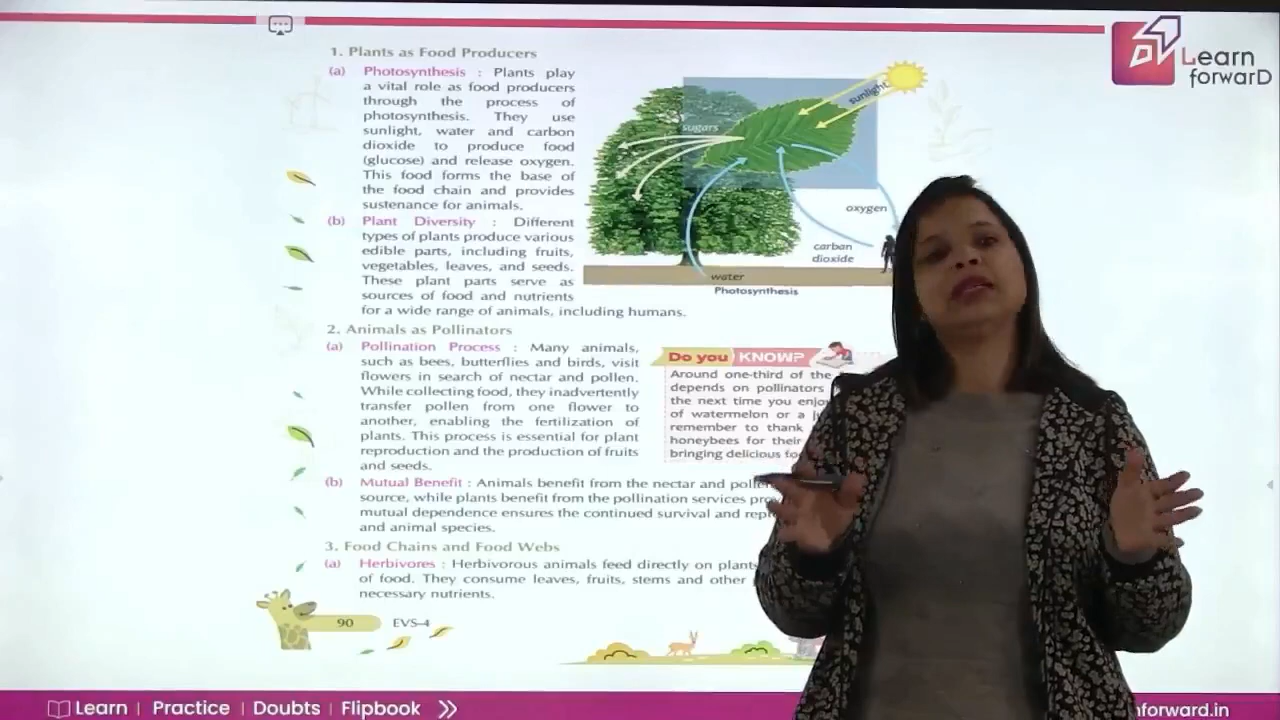 Learn
forwarD
1. Plants as Food Producers
(a) Photosynthesis : Plants play
a vital role as food producers
through the process of
photosynthesis. They use
sunlight, water and carbon
dioxide to produce food
(glucose) and release oxygen.
This food forms the base of
the food chain and provides
sustenance for animals.
(b) Plant Diversity : Different
types of plants produce various
edible parts, including fruits,
vegetables, leaves, and seeds.
These plant parts serve as
sources of food and nutrients
for a wide range of animals, including humans.
sunlight
sugars
oxygen
carbon
dioxide
water
Photosynthesis
2. Animals as Pollinators
(a) Pollination Process : Many animals,
such as bees, butterflies and birds, visit
flowers in search of nectar and pollen.
While collecting food, they inadvertently
transfer pollen from one flower to
another, enabling the fertilization of
plants. This process is essential for plant
reproduction and the production of fruits
and seeds.
Do you KNOW?
Around one-third of the
depends on pollinators
the next time you
of watermelon or a
remember to thank
honeybees for their
bringing delicious
(b) Mutual Benefit : Animals benefit from the nectar and
source, while plants benefit from the pollination services
mutual dependence ensures the continued survival and
and animal species.
3. Food Chains and Food Webs
(a) Herbivores : Herbivorous animals feed directly on
of food. They consume leaves, fruits, stems and other
necessary nutrients.
90 EVS-4
Learn | Practice | Doubts | Flipbook